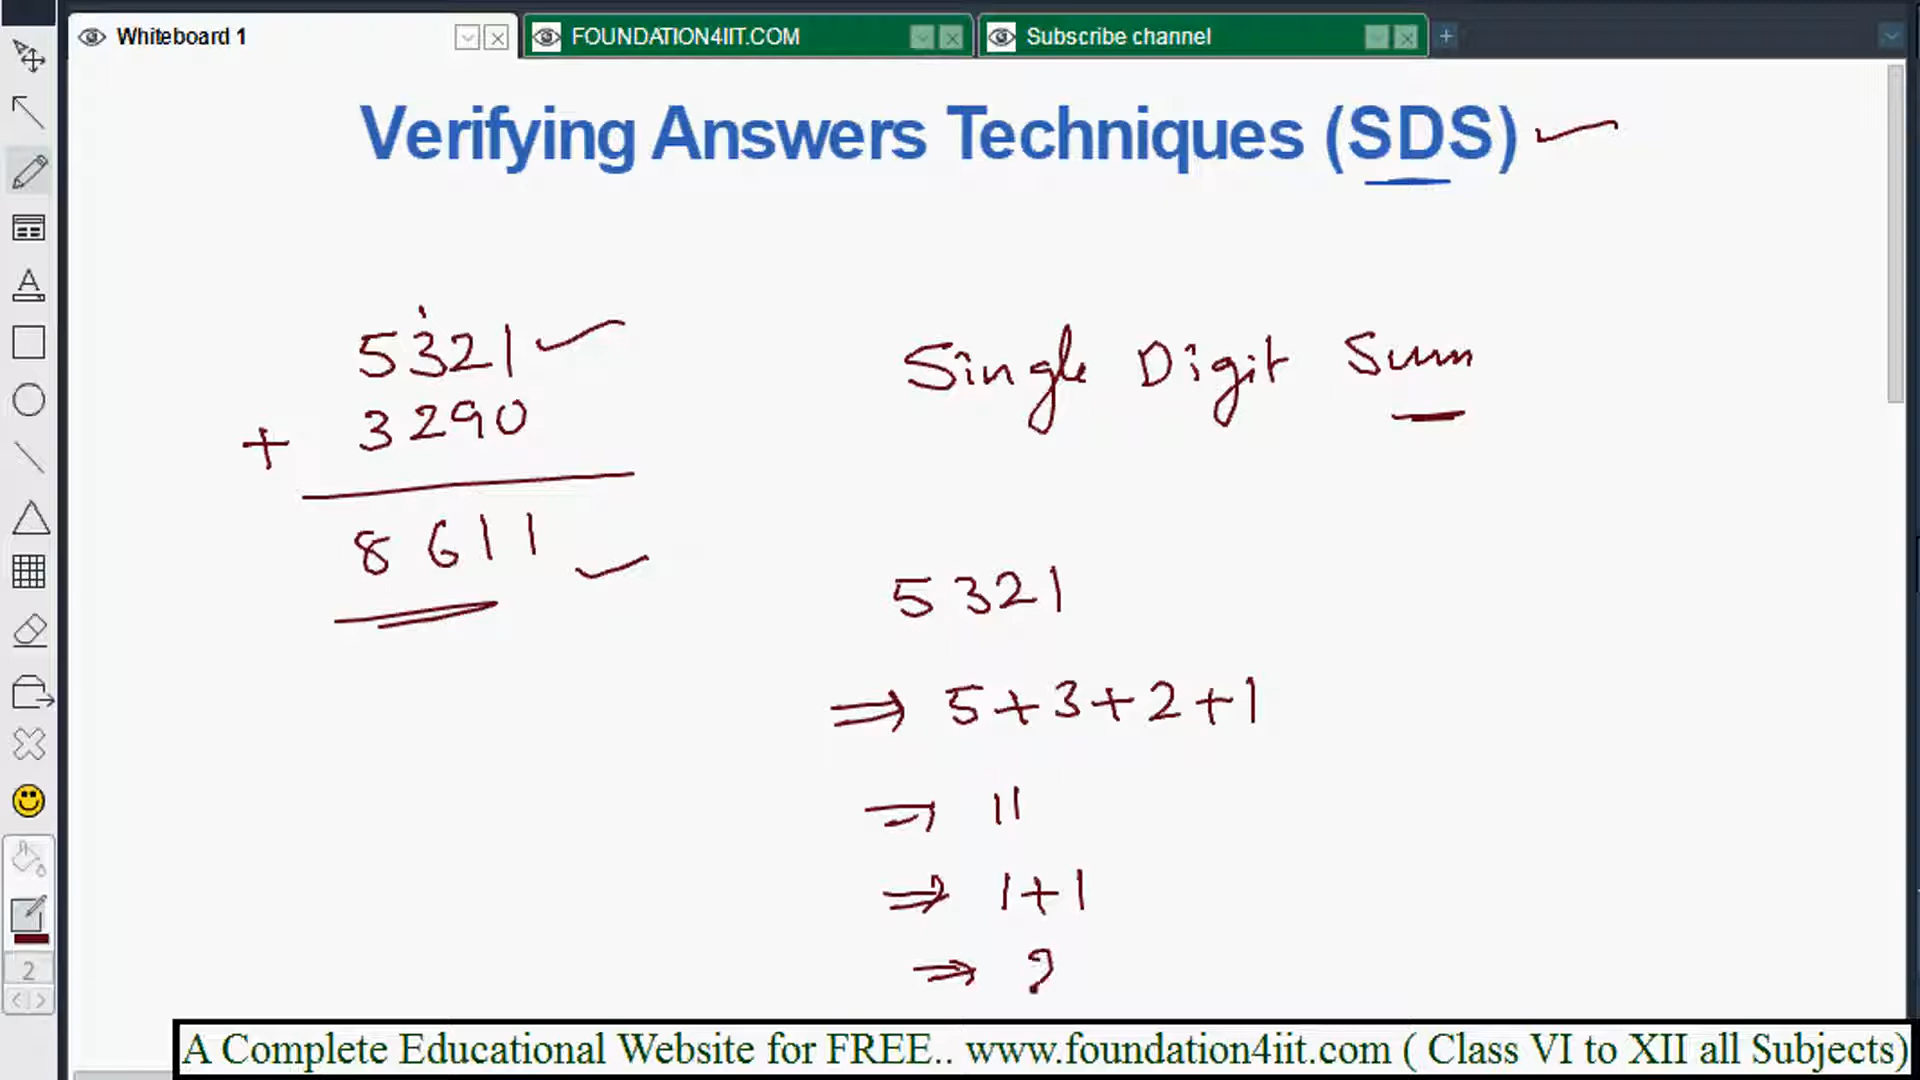 Whiteboard 1
FOUNDATION4IIT.COM
Subscribe channel
Verifying Answers Techniques (SDS)
1
5321
+ 3290
8611
Single Digit Sum
5321
⇒ 5+3+2+1
⇒ 11
⇒ 1+1
⇒ 2
2
A Complete Educational Website for FREE.. www.foundation4iit.com ( Class VI to XII all Subjects)